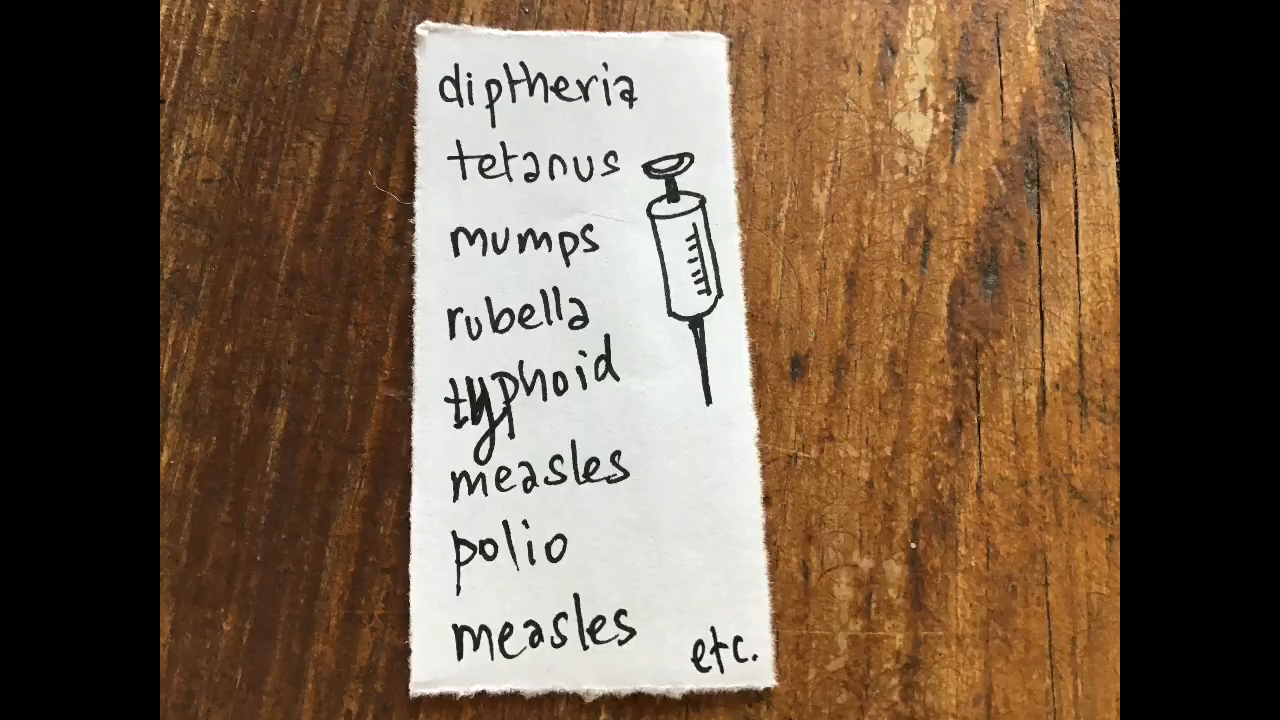 diptheria
tetanus
mumps
rubella
typhoid
measles
polio
measles
etc.